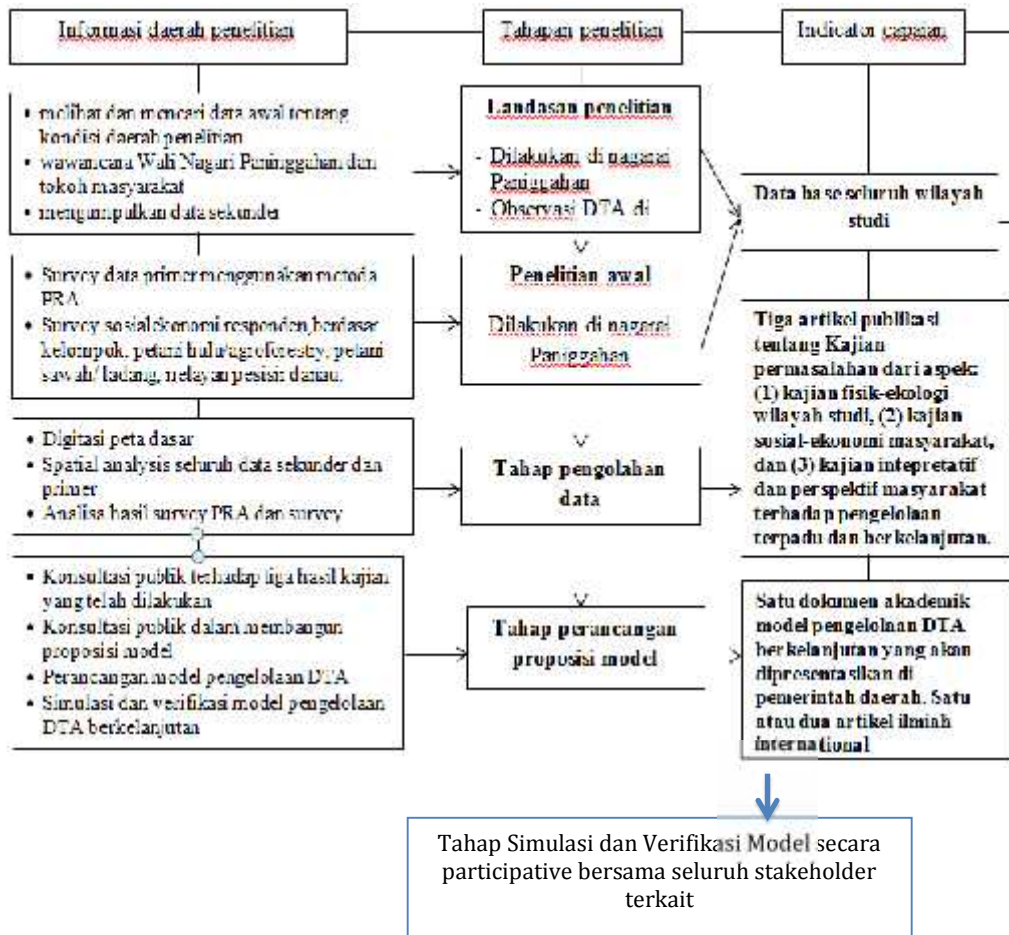 Informasi daerah penelitian
Tahapan penelitian
Indicator capaian
• melihat dan mencari data awal tentang
kondisi daerah penelitian
• wawancara Wali Nagari Paninggahan dan
tokoh masyarakat
• mengumpulkan data sekunder
Landasan penelitian
- Dilakukan di nagarai
Paniggahan
- Observasi DTA di
Data base seluruh wilayah
studi
• Survey data primer menggunakan metoda
PRA
• Survey sosial ekonomi responden berdasar
kelompok: petani hulu/agroforestry, petani
sawah/ ladang, nelayan pesisir danau.
Penelitian awal
Dilakukan di nagarai
Paniggahan
Tiga artikel publikasi
tentang Kajian
permasalahan dari aspek:
(1) kajian fisik-ekologi
wilayah studi, (2) kajian
sosial-ekonomi masyarakat,
dan (3) kajian intepretatif
dan perspektif masyarakat
terhadap pengelolaan
terpadu dan berkelanjutan.
• Digitasi peta dasar
• Spatial analysis seluruh data sekunder dan
primer
• Analisa hasil survey PRA dan survey
Tahap pengolahan
data
• Konsultasi publik terhadap tiga hasil kajian
yang telah dilakukan
• Konsultasi publik dalam membangun
proposisi model
• Perancangan model pengelolaan DTA
• Simulasi dan verifikasi model pengelolaan
DTA berkelanjutan
Tahap perancangan
proposisi model
Satu dokumen akademik
model pengelolaan DTA
berkelanjutan yang akan
dipresentasikan di
pemerintah daerah. Satu
atau dua artikel ilmiah
international
Tahap Simulasi dan Verifikasi Model secara
participative bersama seluruh stakeholder
terkait